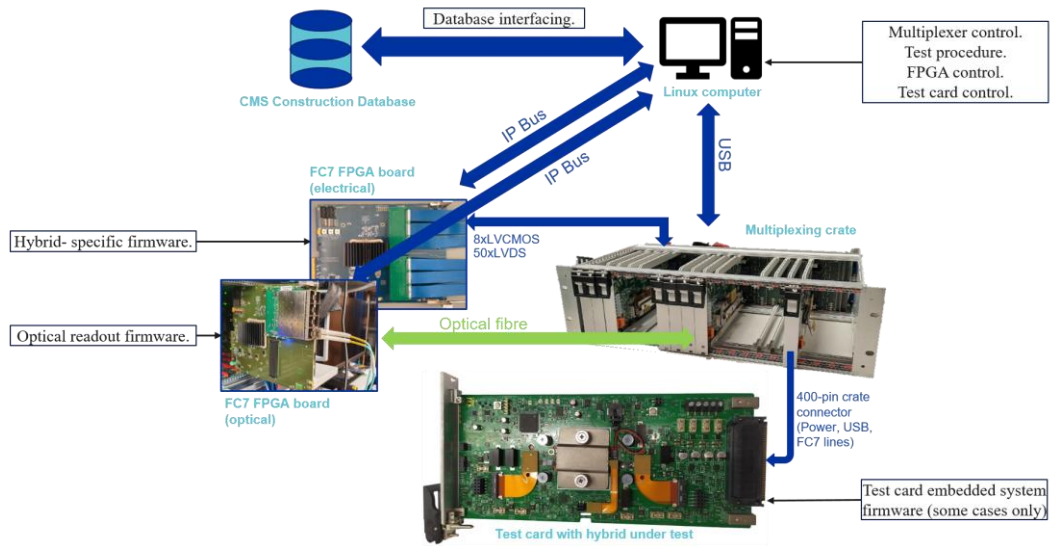 Database interfacing.
Multiplexer control.
Test procedure.
FPGA control.
Test card control.
CMS Construction Database
Linux computer
IP Bus
IP Bus
USB
FC7 FPGA board
(electrical)
Hybrid- specific firmware.
8xLVCMOS
50xLVDS
Multiplexing crate
Optical readout firmware.
Optical fibre
FC7 FPGA board
(optical)
400-pin crate
connector
(Power, USB,
FC7 lines)
Test card embedded system
firmware (some cases only)
Test card with hybrid under test